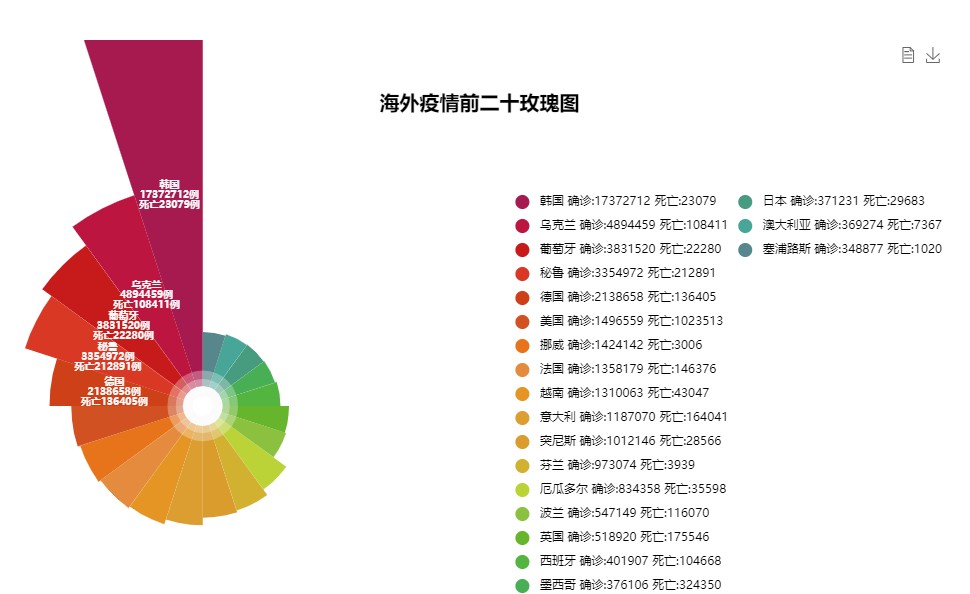 海外疫情前二十玫瑰图
韩国
17372712例
死亡23079例
乌克兰
4894459例
死亡108411例
葡萄牙
3831520例
死亡22280例
秘鲁
3354972例
死亡212891例
德国
2138658例
死亡136405例
韩国 确诊:17372712 死亡:23079
乌克兰 确诊:4894459 死亡:108411
葡萄牙 确诊:3831520 死亡:22280
秘鲁 确诊:3354972 死亡:212891
德国 确诊:2138658 死亡:136405
美国 确诊:1496559 死亡:1023513
挪威 确诊:1424142 死亡:3006
法国 确诊:1358179 死亡:146376
越南 确诊:1310063 死亡:43047
意大利 确诊:1187070 死亡:164041
突尼斯 确诊:1012146 死亡:28566
芬兰 确诊:973074 死亡:3939
厄瓜多尔 确诊:834358 死亡:35598
波兰 确诊:547149 死亡:116070
英国 确诊:518920 死亡:175546
西班牙 确诊:401907 死亡:104668
墨西哥 确诊:376106 死亡:324350
日本 确诊:371231 死亡:29683
澳大利亚 确诊:369274 死亡:7367
塞浦路斯 确诊:348877 死亡:1020